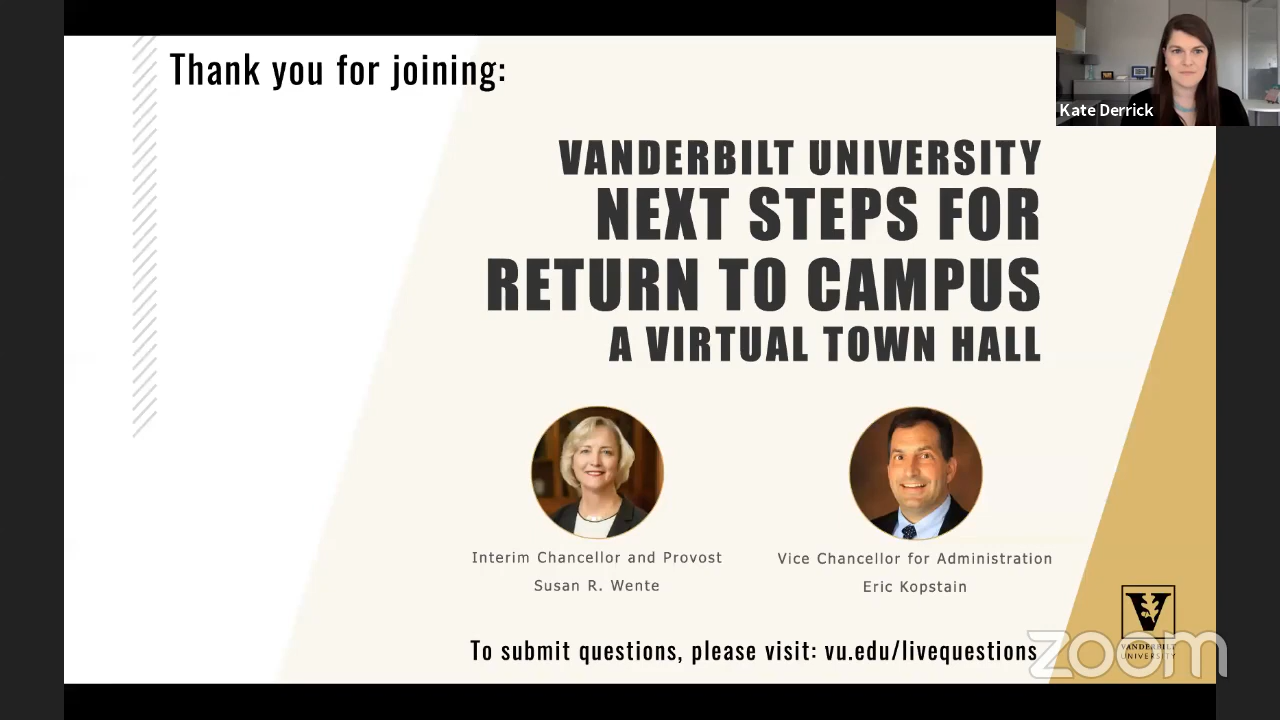 Thank you for joining:
Kate Derrick
VANDERBILT UNIVERSITY
NEXT STEPS FOR
RETURN TO CAMPUS
A VIRTUAL TOWN HALL
Interim Chancellor and Provost
Susan R. Wente
Vice Chancellor for Administration
Eric Kopstain
To submit questions, please visit: vu.edu/livequestions
V
VANDERBILT
UNIVERSITY
zoom